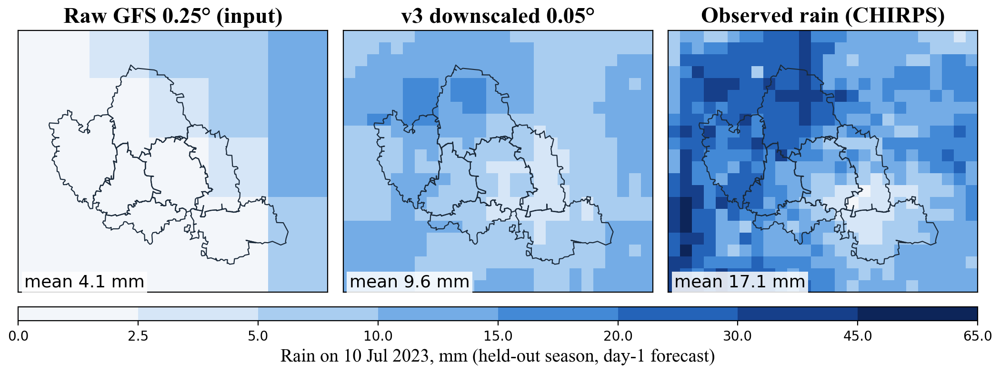 Raw GFS 0.25° (input)
v3 downscaled 0.05°
Observed rain (CHIRPS)
mean 4.1 mm
mean 9.6 mm
mean 17.1 mm
0.0 2.5 5.0 10.0 15.0 20.0 30.0 45.0 65.0
Rain on 10 Jul 2023, mm (held-out season, day-1 forecast)